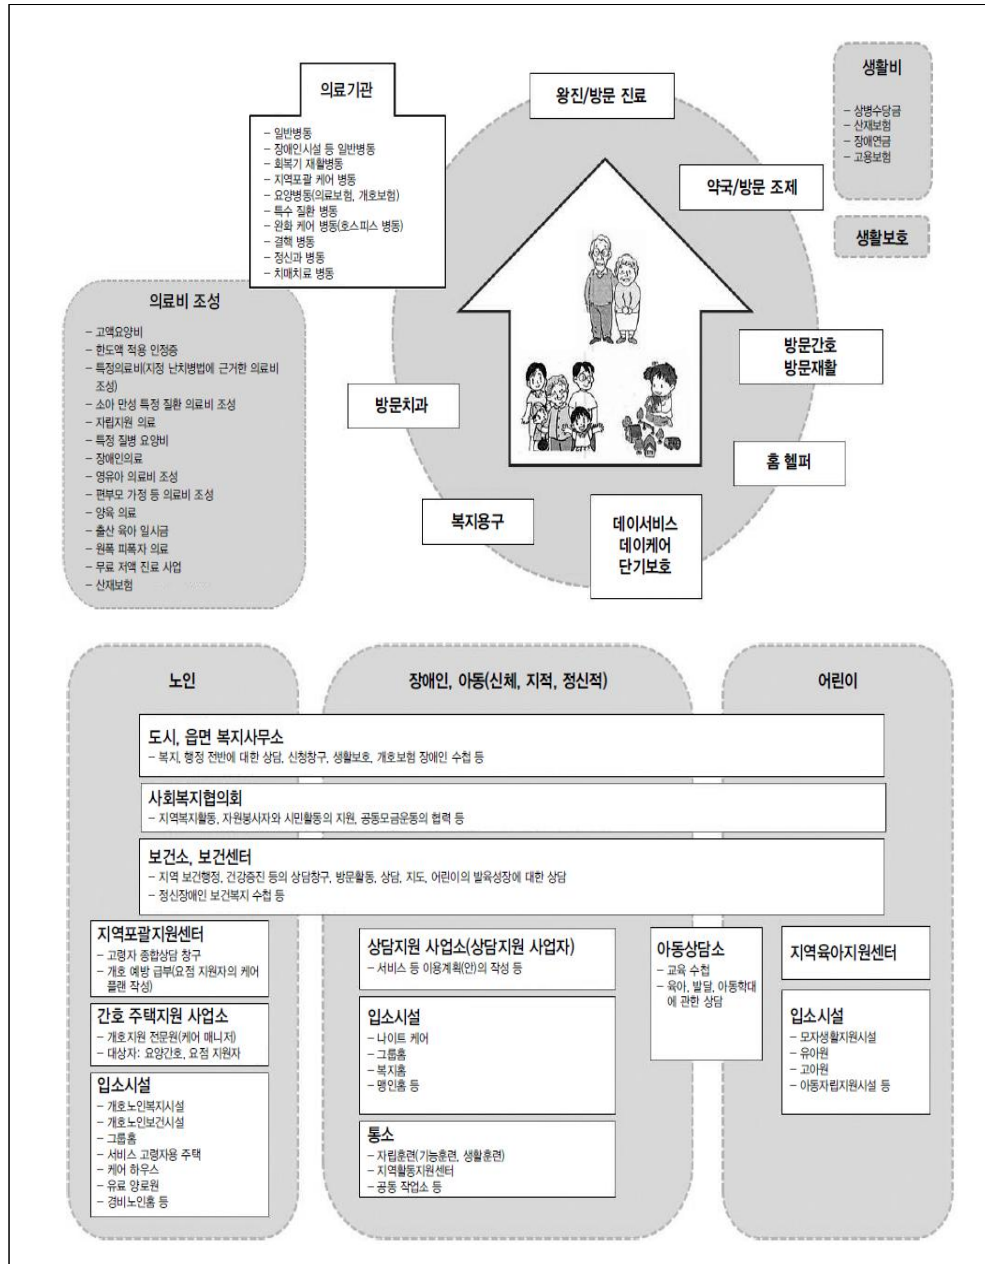 의료기관
– 일반병동
– 장애인시설 등 일반병동
– 회복기 재활병동
– 지역포괄 케어 병동
– 요양병동(의료보험, 개호보험)
– 특수 질환 병동
– 완화 케어 병동(호스피스 병동)
– 결핵 병동
– 정신과 병동
– 치매치료 병동
왕진/방문 진료
생활비
– 상병수당금
– 산재보험
– 장애연금
– 고용보험
약국/방문 조제
생활보호
의료비 조성
– 고액요양비
– 한도액 적용 인정증
– 특정의료비(지정 난치병법에 근거한 의료비
조성)
– 소아 만성 특정 질환 의료비 조성
– 자립지원 의료
– 특정 질병 요양비
– 장애인의료
– 영유아 의료비 조성
– 편부모 가정 등 의료비 조성
– 양육 의료
– 출산 육아 일시금
– 원폭 피폭자 의료
– 무료 저액 진료 사업
– 산재보험
방문간호
방문재활
방문치과
홈 헬퍼
복지용구
데이서비스
데이케어
단기보호
노인
장애인, 아동(신체, 지적, 정신적)
어린이
도시, 읍면 복지사무소
– 복지, 행정 전반에 대한 상담, 신청창구, 생활보호, 개호보험 장애인 수첩 등
사회복지협의회
– 지역복지활동, 자원봉사자와 시민활동의 지원, 공동모금운동의 협력 등
보건소, 보건센터
– 지역 보건행정, 건강증진 등의 상담창구, 방문활동, 상담, 지도, 어린이의 발육성장에 대한 상담
– 정신장애인 보건복지 수첩 등
지역포괄지원센터
– 고령자 종합상담 창구
– 개호 예방 급부(요점 지원자의 케어
플랜 작성)
간호 주택지원 사업소
– 개호지원 전문원(케어 매니저)
– 대상자: 요양간호, 요점 지원자
입소시설
– 개호노인복지시설
– 개호노인보건시설
– 그룹홈
– 서비스 고령자용 주택
– 케어 하우스
– 유료 양로원
– 경비노인홈 등
상담지원 사업소(상담지원 사업자)
– 서비스 등 이용계획(안)의 작성 등
입소시설
– 나이트 케어
– 그룹홈
– 복지홈
– 맹인홈 등
통소
– 자립훈련(기능훈련, 생활훈련)
– 지역활동지원센터
– 공동 작업소 등
아동상담소
– 교육 수첩
– 육아, 발달, 아동학대
에 관한 상담
지역육아지원센터
입소시설
– 모자생활지원시설
– 유아원
– 고아원
– 아동자립지원시설 등